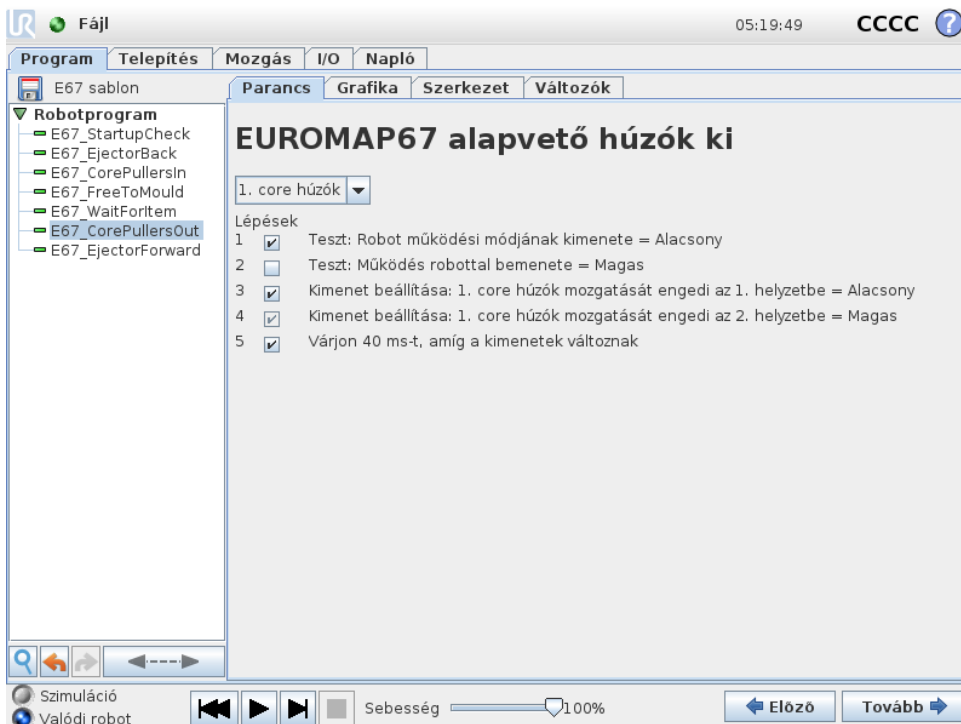 UR Fájl 05:19:49 CCCC ?
Program Telepítés Mozgás I/O Napló
E67 sablon
Parancs Grafika Szerkezet Változók
Robotprogram
E67_StartupCheck
E67_EjectorBack
E67_CorePullersIn
E67_FreeToMould
E67_WaitForItem
E67_CorePullersOut
E67_EjectorForward
EUROMAP67 alapvető húzók ki
1. core húzók
Lépések
1 Teszt: Robot működési módjának kimenete = Alacsony
2 Teszt: Működés robottal bemenete = Magas
3 Kimenet beállítása: 1. core húzók mozgatását engedi az 1. helyzetbe = Alacsony
4 Kimenet beállítása: 1. core húzók mozgatását engedi az 2. helyzetbe = Magas
5 Várjon 40 ms-t, amíg a kimenetek változnak
Szimuláció
Valódi robot
Sebesség 100%
Elözö Tovább